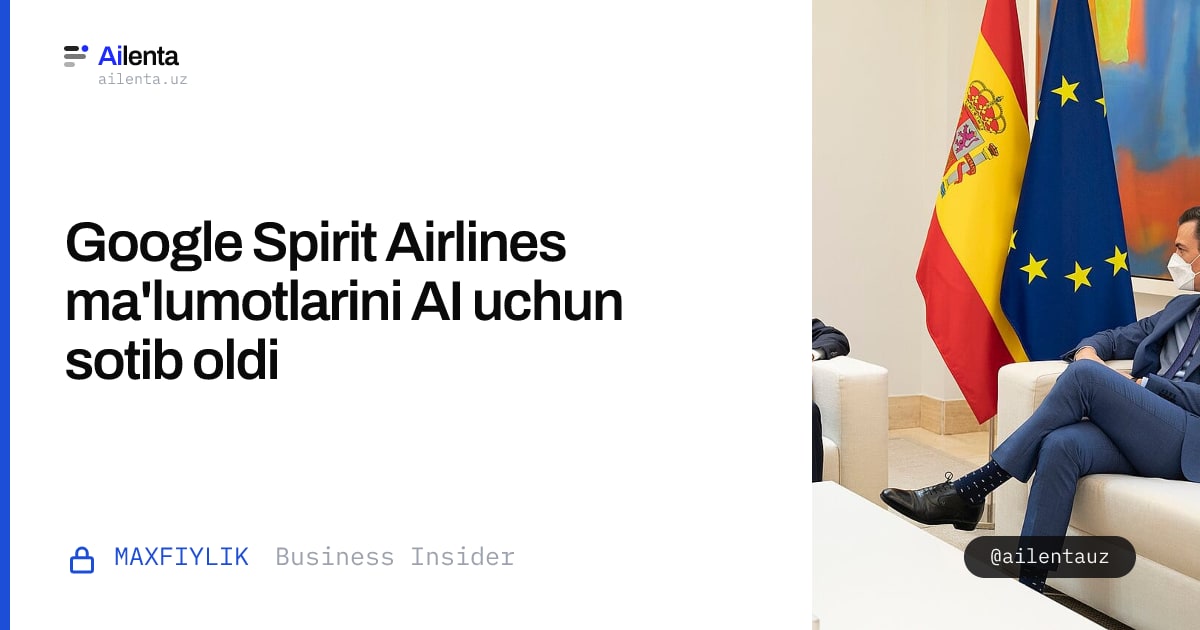 Ailenta
ailenta.uz
Google Spirit Airlines
ma'lumotlarini AI uchun
sotib oldi
MAXFIYLIK Business Insider
@ailentauz